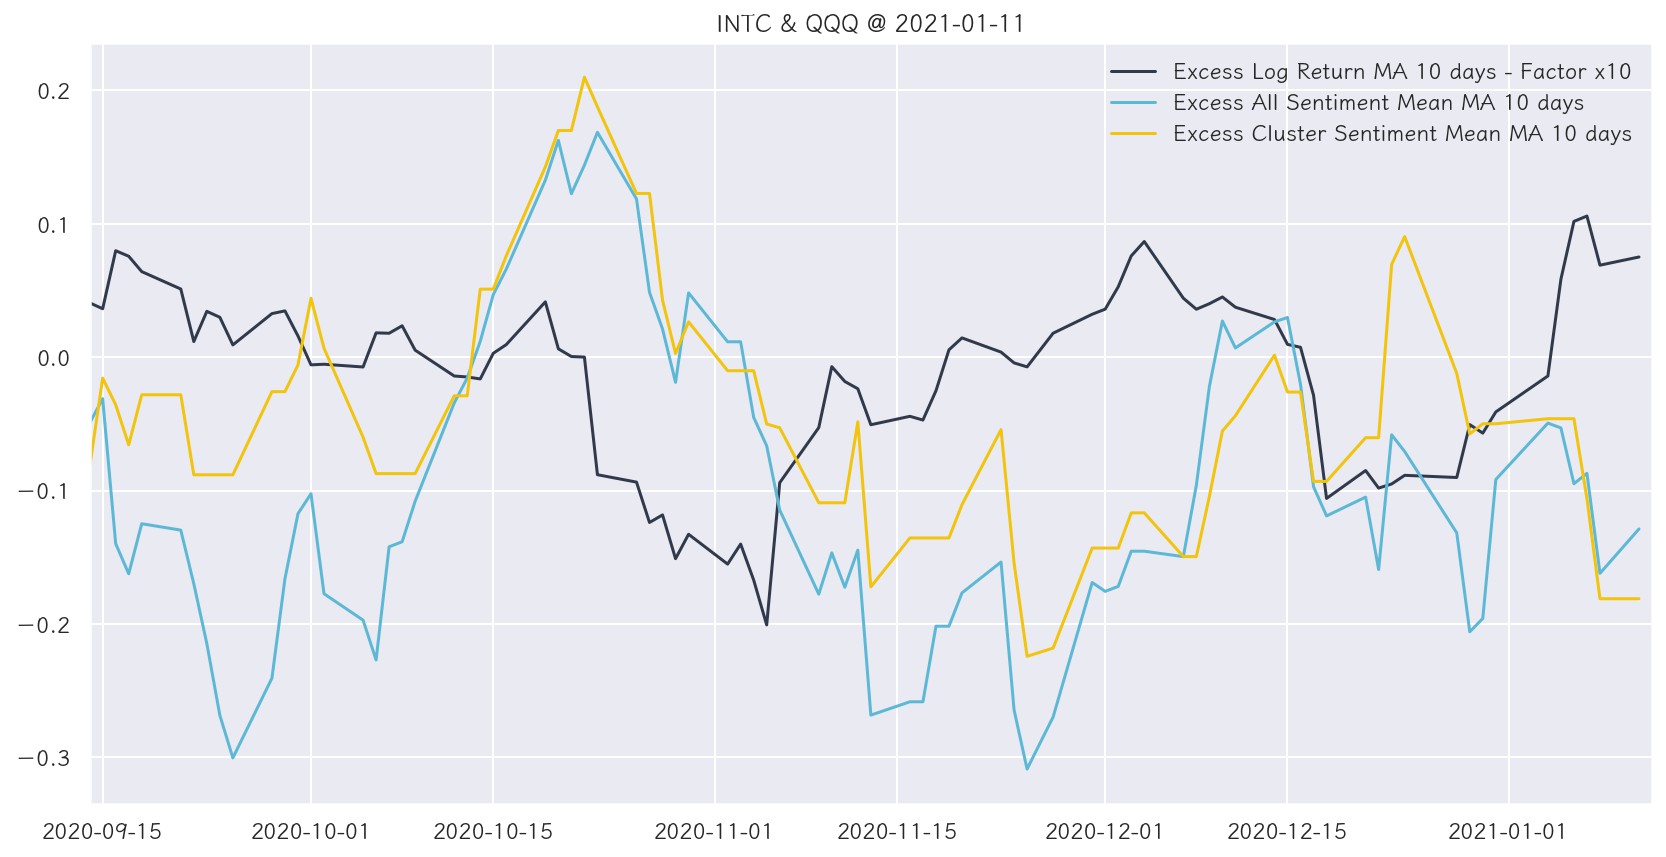 INTC & QQQ @ 2021-01-11
Excess Log Return MA 10 days - Factor x10
Excess All Sentiment Mean MA 10 days
Excess Cluster Sentiment Mean MA 10 days
0.2
0.1
0.0
−0.1
−0.2
−0.3
2020-09-15 2020-10-01 2020-10-15 2020-11-01 2020-11-15 2020-12-01 2020-12-15 2021-01-01